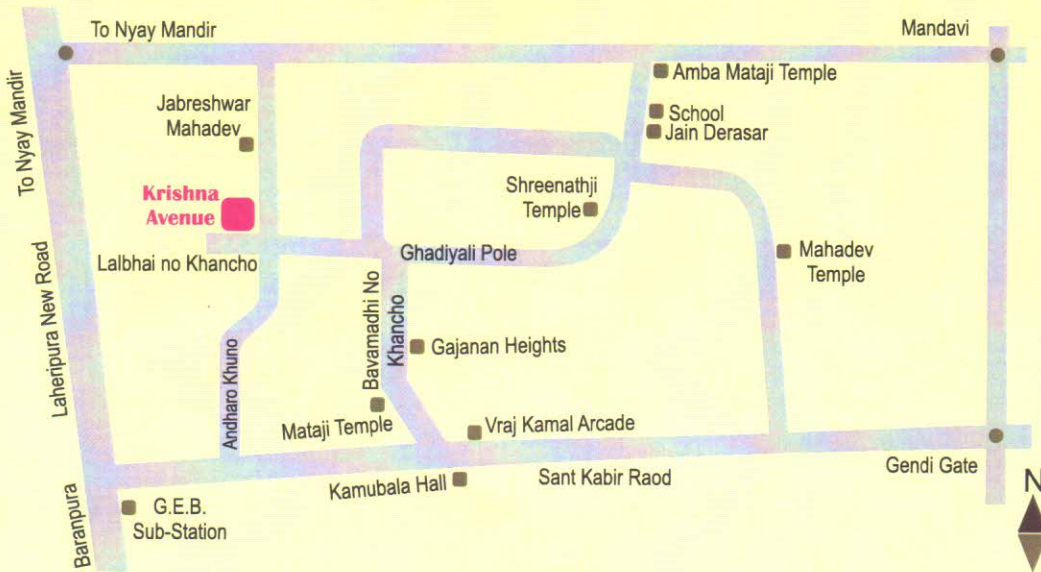 To Nyay Mandir
Mandavi
To Nyay Mandir
Amba Mataji Temple
Jabreshwar
Mahadev
School
Jain Derasar
Krishna
Avenue
Shreenathji
Temple
Lalbhai no Khancho
Ghadiyali Pole
Mahadev
Temple
Laheripura New Road
Bavamadhi No
Khancho
Gajanan Heights
Andharo Khuno
Mataji Temple
Vraj Kamal Arcade
Gendi Gate
Kamubala Hall
Sant Kabir Raod
N
Baranpura
G.E.B.
Sub-Station